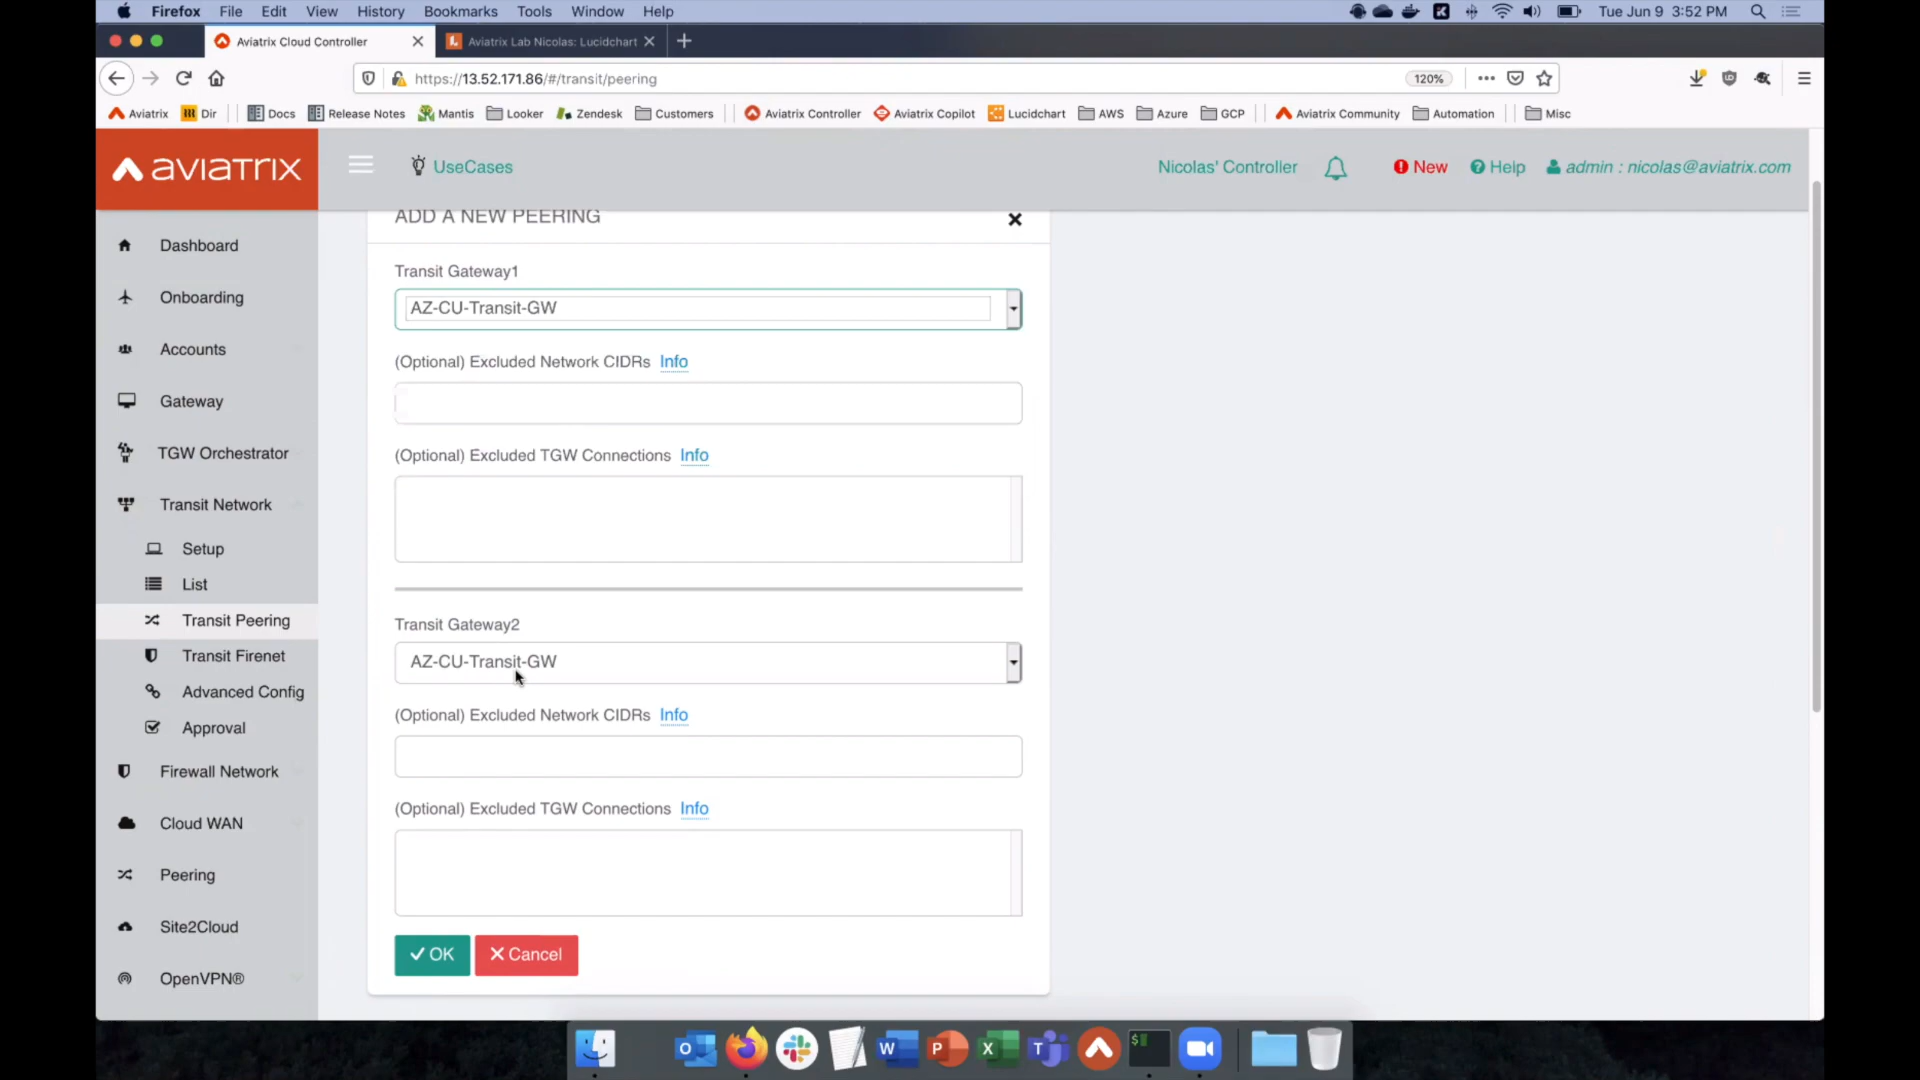 Firefox File Edit View History Bookmarks Tools Window Help Tue Jun 9 3:52 PM
Aviatrix Cloud Controller Aviatrix Lab Nicolas: Lucidchart
https://13.52.171.86/#/transit/peering 120%
Aviatrix Dir Docs Release Notes Mantis Looker Zendesk Customers Aviatrix Controller Aviatrix Copilot Lucidchart AWS Azure GCP Aviatrix Community Automation Misc
aviatrix UseCases Nicolas' Controller New Help admin : nicolas@aviatrix.com
Dashboard
Onboarding
Accounts
Gateway
TGW Orchestrator
Transit Network
Setup
List
Transit Peering
Transit Firenet
Advanced Config
Approval
Firewall Network
Cloud WAN
Peering
Site2Cloud
OpenVPN®
ADD A NEW PEERING
Transit Gateway1
AZ-CU-Transit-GW
(Optional) Excluded Network CIDRs Info
(Optional) Excluded TGW Connections Info
Transit Gateway2
AZ-CU-Transit-GW
(Optional) Excluded Network CIDRs Info
(Optional) Excluded TGW Connections Info
OK Cancel